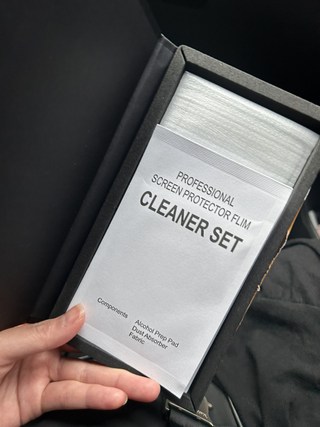 PROFESSIONAL
SCREEN PROTECTOR FLIM
CLEANER SET
Components
Alcohol Prep Pad
Dust Absorber
Fabric